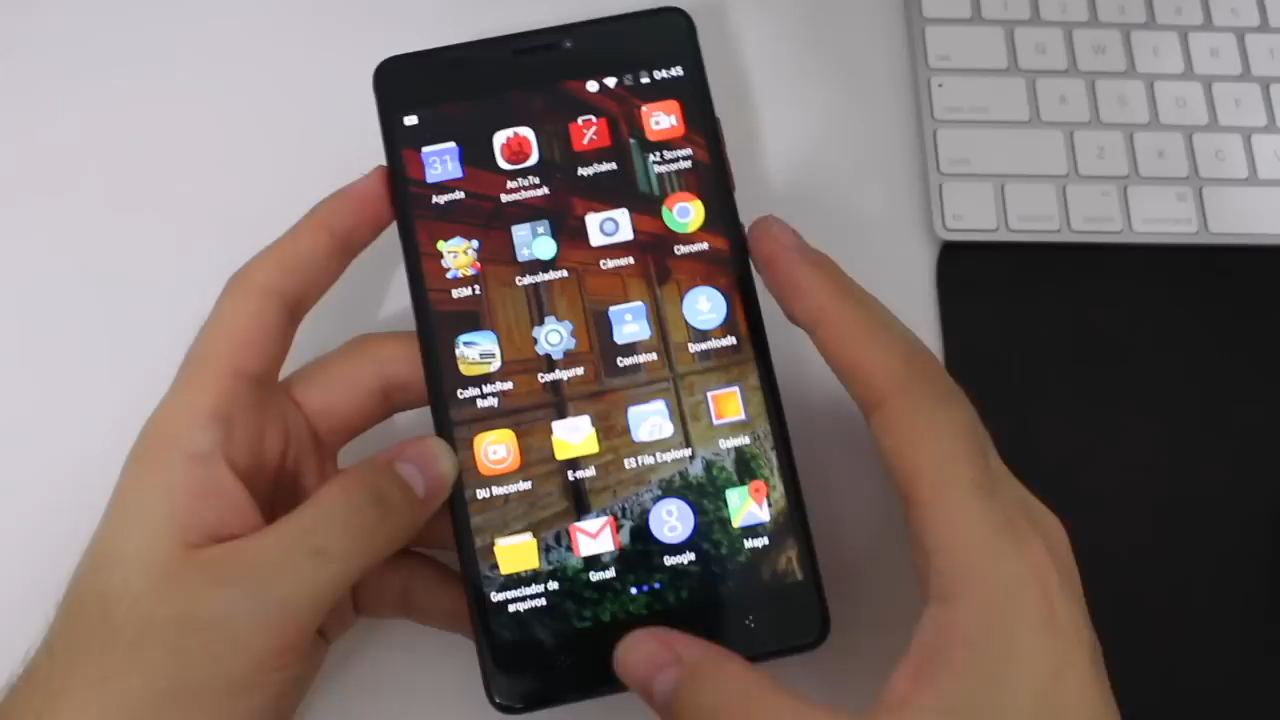 04:45
31
Agenda
AnTuTu
Benchmark
AppSales
AZ Screen
Recorder
BSM 2
Calculadora
Câmera
Chrome
Colin McRae
Rally
Configurar
Contatos
Downloads
DU Recorder
E-mail
ES File Explorer
Galeria
Gerenciador de
arquivos
Gmail
Google
Maps
Q
W
E
R
A
S
D
F
Z
X
C